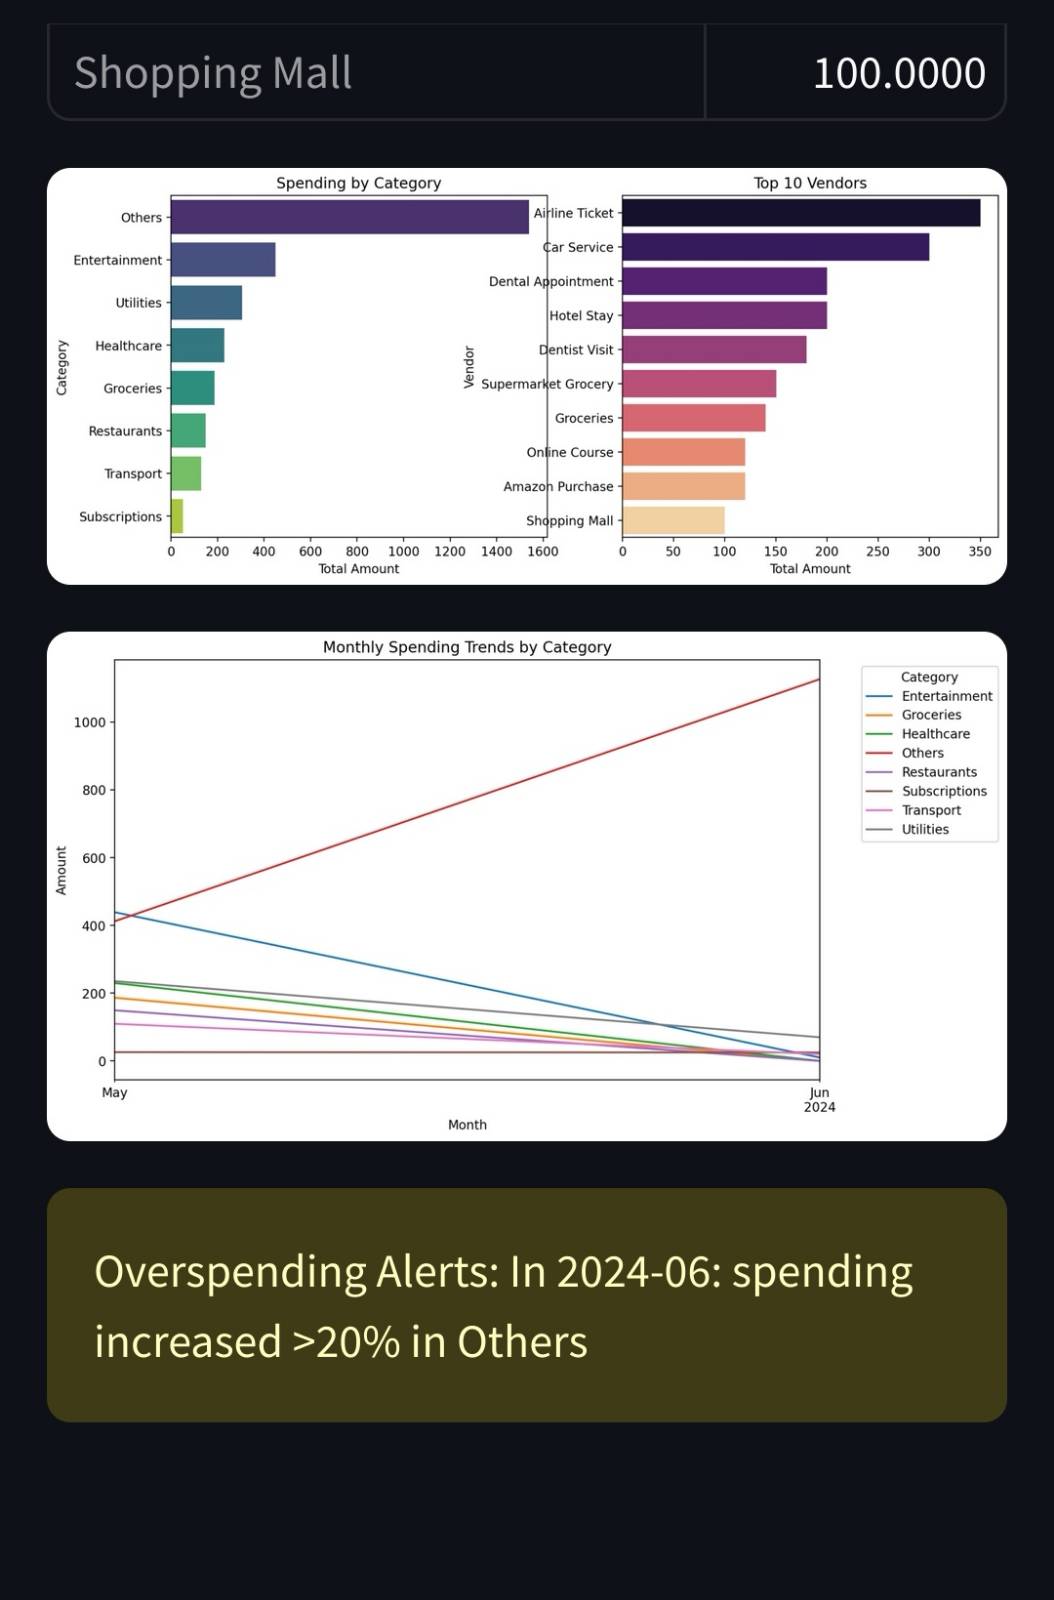 Shopping Mall 100.0000
Spending by Category
Category
Others
Entertainment
Utilities
Healthcare
Groceries
Restaurants
Transport
Subscriptions
0 200 400 600 800 1000 1200 1400 1600
Total Amount
Top 10 Vendors
Vendor
Airline Ticket
Car Service
Dental Appointment
Hotel Stay
Dentist Visit
Supermarket Grocery
Groceries
Online Course
Amazon Purchase
Shopping Mall
0 50 100 150 200 250 300 350
Total Amount
Monthly Spending Trends by Category
Amount
1000
800
600
400
200
0
May Jun
2024
Month
Category
Entertainment
Groceries
Healthcare
Others
Restaurants
Subscriptions
Transport
Utilities
Overspending Alerts: In 2024-06: spending
increased >20% in Others